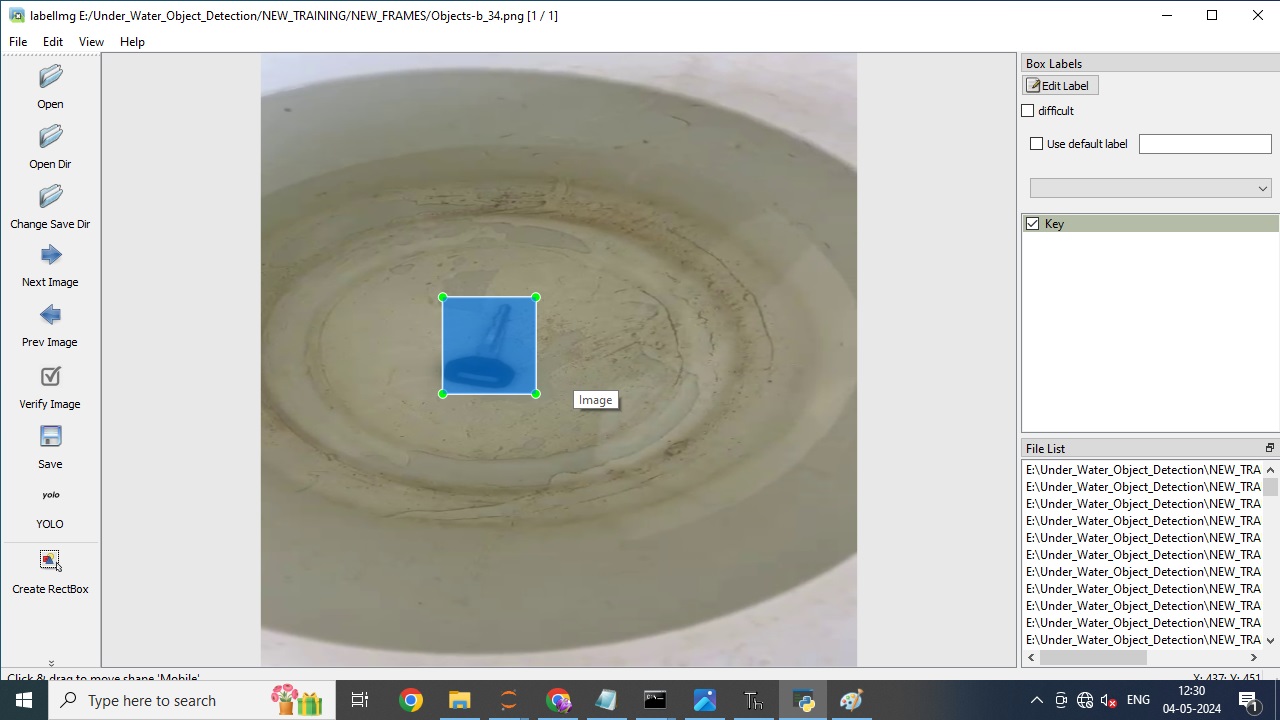 labelImg E:/Under_Water_Object_Detection/NEW_TRAINING/NEW_FRAMES/Objects-b_34.png [1 / 1]
File Edit View Help
Open
Open Dir
Change Save Dir
Next Image
Prev Image
Verify Image
Save
yolo
YOLO
Create RectBox
Image
Box Labels
Edit Label
difficult
Use default label
Key
File List
E:\Under_Water_Object_Detection\NEW_TRA
E:\Under_Water_Object_Detection\NEW_TRA
E:\Under_Water_Object_Detection\NEW_TRA
E:\Under_Water_Object_Detection\NEW_TRA
E:\Under_Water_Object_Detection\NEW_TRA
E:\Under_Water_Object_Detection\NEW_TRA
E:\Under_Water_Object_Detection\NEW_TRA
E:\Under_Water_Object_Detection\NEW_TRA
E:\Under_Water_Object_Detection\NEW_TRA
E:\Under_Water_Object_Detection\NEW_TRA
E:\Under_Water_Object_Detection\NEW_TRA
Click & drag to move shape 'Mobile'
X: 437; Y: 451
Type here to search
Th
ENG
12:30
04-05-2024
1